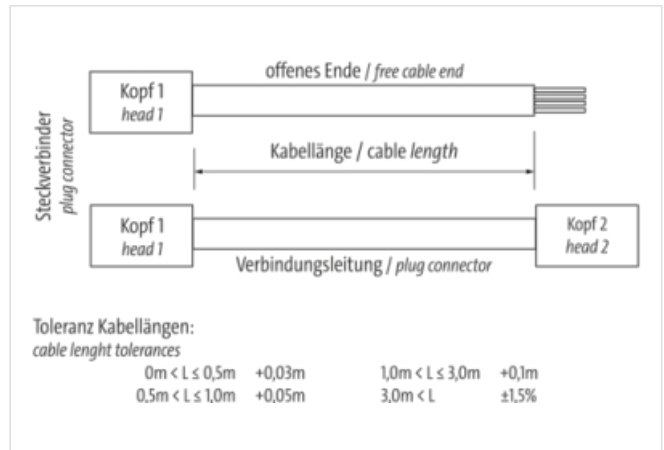 offenes Ende / free cable end
Kopf 1
head 1
Kabellänge / cable length
Steckverbinder
plug connector
Kopf 1
head 1
Kopf 2
head 2
Verbindungsleitung / plug connector
Toleranz Kabellängen:
cable lenght tolerances
0m < L ≤ 0,5m +0,03m 1,0m < L ≤ 3,0m +0,1m
0,5m < L ≤ 1,0m +0,05m 3,0m < L ±1,5%